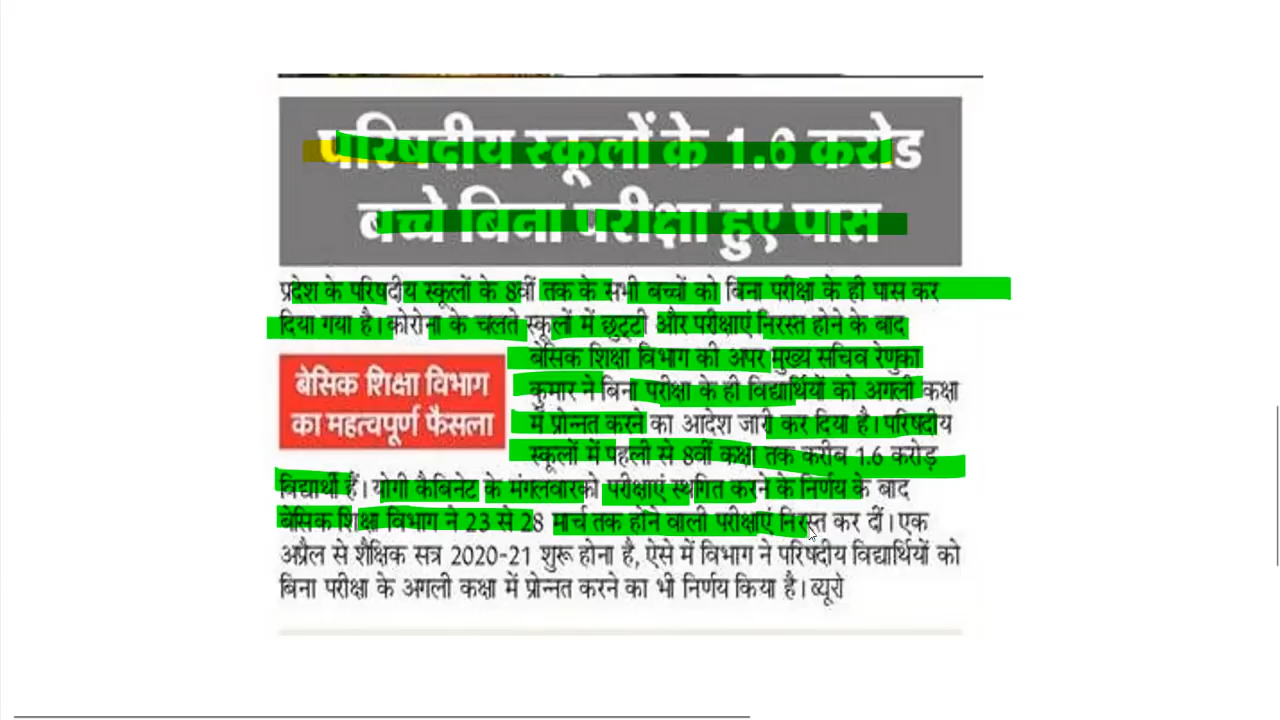 परिषदीय स्कूलों के 1.6 करोड
बच्चे बिना परीक्षा हुए पास
प्रदेश के परिषदीय स्कूलों के 8वीं तक के सभी बच्चों को बिना परीक्षा के ही पास कर
दिया गया है। कोरोना के चलते स्कूलों में छुट्टी और परीक्षाएं निरस्त होने के बाद
बेसिक शिक्षा विभाग की अपर मुख्य सचिव रेणुका
कुमार ने बिना परीक्षा के ही विद्यार्थियों को अगली कक्षा
में प्रोन्नत करने का आदेश जारी कर दिया है। परिषदीय
स्कूलों में पहली से 8वीं कक्षा तक करीब 1.6 करोड़
बेसिक शिक्षा विभाग
का महत्वपूर्ण फैसला
विद्यार्थी हैं। योगी कैबिनेट के मंगलवारको परीक्षाएं स्थगित करने के निर्णय के बाद
बेसिक शिक्षा विभाग ने 23 से 28 मार्च तक होने वाली परीक्षाएं निरस्त कर दीं। एक
अप्रैल से शैक्षिक सत्र 2020-21 शुरू होना है, ऐसे में विभाग ने परिषदीय विद्यार्थियों को
बिना परीक्षा के अगली कक्षा में प्रोन्नत करने का भी निर्णय किया है। ब्यूरो